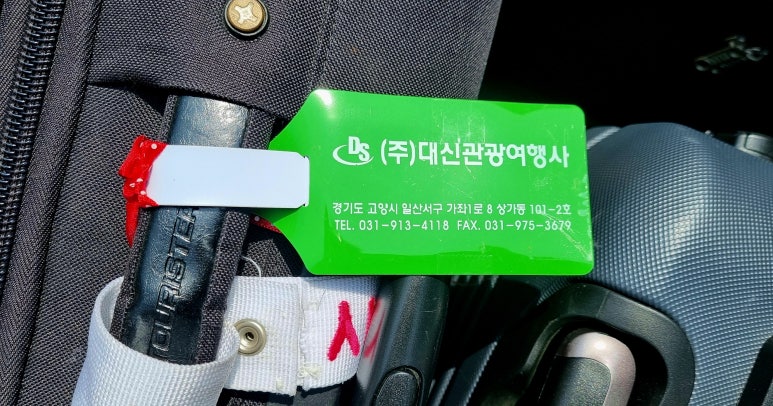 DS (주)대신관광여행사
경기도 고양시 일산서구 가좌1로 8 상가동 101-2호
TEL. 031-913-4118 FAX. 031-975-3679
TOURISTER